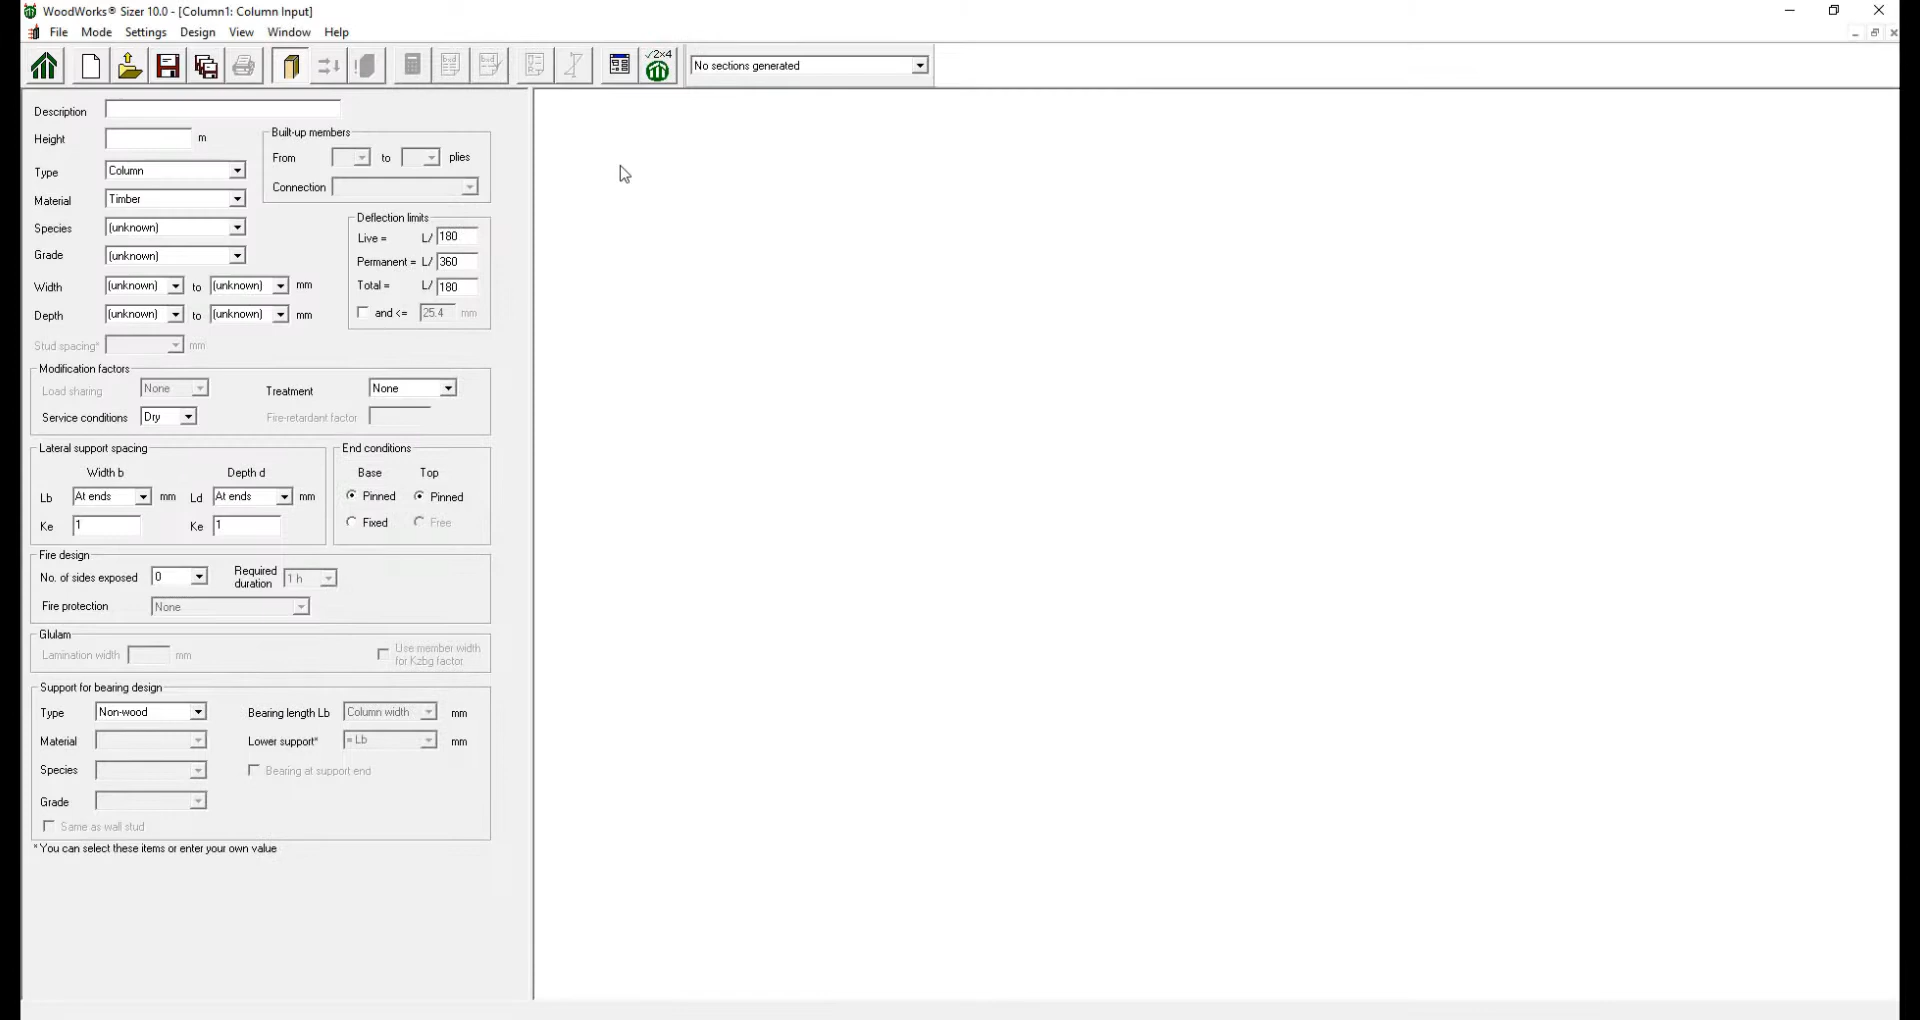 WoodWorks® Sizer 10.0 - [Column1: Column Input]
File Mode Settings Design View Window Help
√2×4
No sections generated
Description
Height m
Type Column
Material Timber
Species (unknown)
Grade (unknown)
Width (unknown) to (unknown) mm
Depth (unknown) to (unknown) mm
Stud spacing* mm
Built-up members
From to plies
Connection
Deflection limits
Live = L/ 180
Permanent = L/ 360
Total = L/ 180
and <= 25.4 mm
Modification factors
Load sharing None Treatment None
Service conditions Dry Fire-retardant factor
Lateral support spacing
Width b Depth d
Lb At ends mm Ld At ends mm
Ke 1 Ke 1
End conditions
Base Top
Pinned Pinned
Fixed Free
Fire design
No. of sides exposed 0 Required duration 1 h
Fire protection None
Glulam
Lamination width mm Use member width
for Kzbg factor
Support for bearing design
Type Non-wood Bearing length Lb Column width mm
Material Lower support* = Lb mm
Species Bearing at support end
Grade
Same as wall stud
* You can select these items or enter your own value